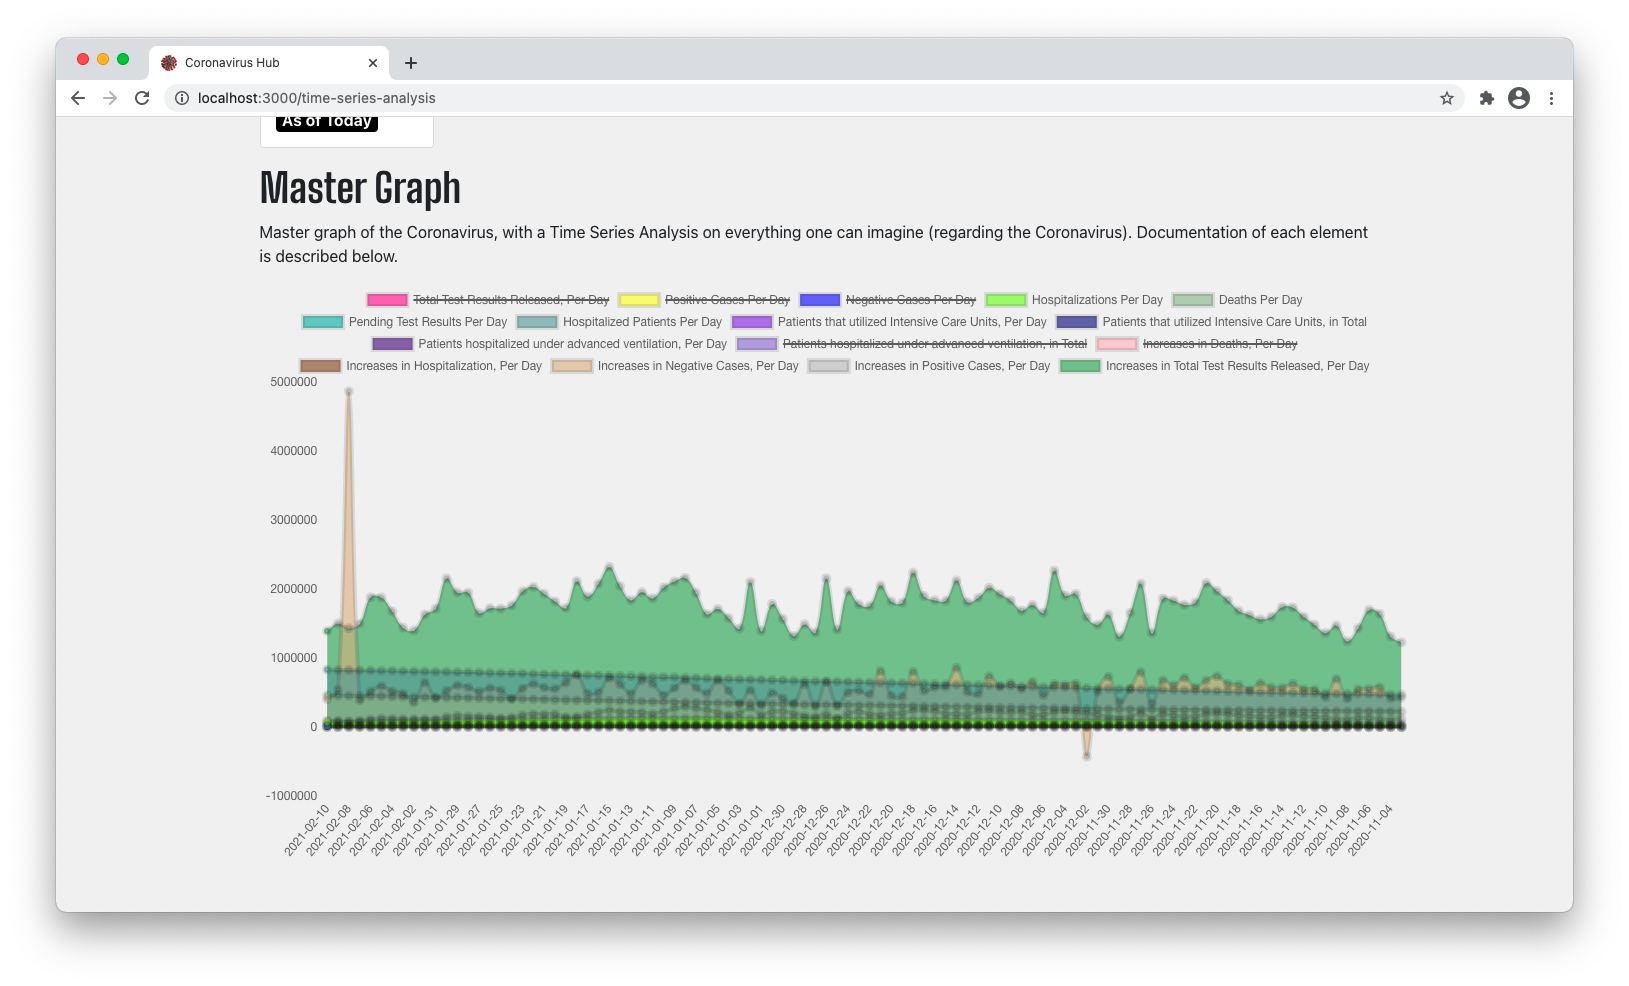 Coronavirus Hub
localhost:3000/time-series-analysis
As of Today
Master Graph
Master graph of the Coronavirus, with a Time Series Analysis on everything one can imagine (regarding the Coronavirus). Documentation of each element
is described below.
Total Test Results Released, Per Day Positive Cases Per Day Negative Cases Per Day Hospitalizations Per Day Deaths Per Day
Pending Test Results Per Day Hospitalized Patients Per Day Patients that utilized Intensive Care Units, Per Day Patients that utilized Intensive Care Units, in Total
Patients hospitalized under advanced ventilation, Per Day Patients hospitalized under advanced ventilation, in Total Increases in Deaths, Per Day
Increases in Hospitalization, Per Day Increases in Negative Cases, Per Day Increases in Positive Cases, Per Day Increases in Total Test Results Released, Per Day
5000000
4000000
3000000
2000000
1000000
0
-1000000
2021-02-10 2021-02-08 2021-02-06 2021-02-04 2021-02-02 2021-01-31 2021-01-29 2021-01-27 2021-01-25 2021-01-23 2021-01-21 2021-01-19 2021-01-17 2021-01-15 2021-01-13 2021-01-11 2021-01-09 2021-01-07 2021-01-05 2021-01-03 2021-01-01 2020-12-30 2020-12-28 2020-12-26 2020-12-24 2020-12-22 2020-12-20 2020-12-18 2020-12-16 2020-12-14 2020-12-12 2020-12-10 2020-12-08 2020-12-06 2020-12-04 2020-12-02 2020-11-30 2020-11-28 2020-11-26 2020-11-24 2020-11-22 2020-11-20 2020-11-18 2020-11-16 2020-11-14 2020-11-12 2020-11-10 2020-11-08 2020-11-06 2020-11-04